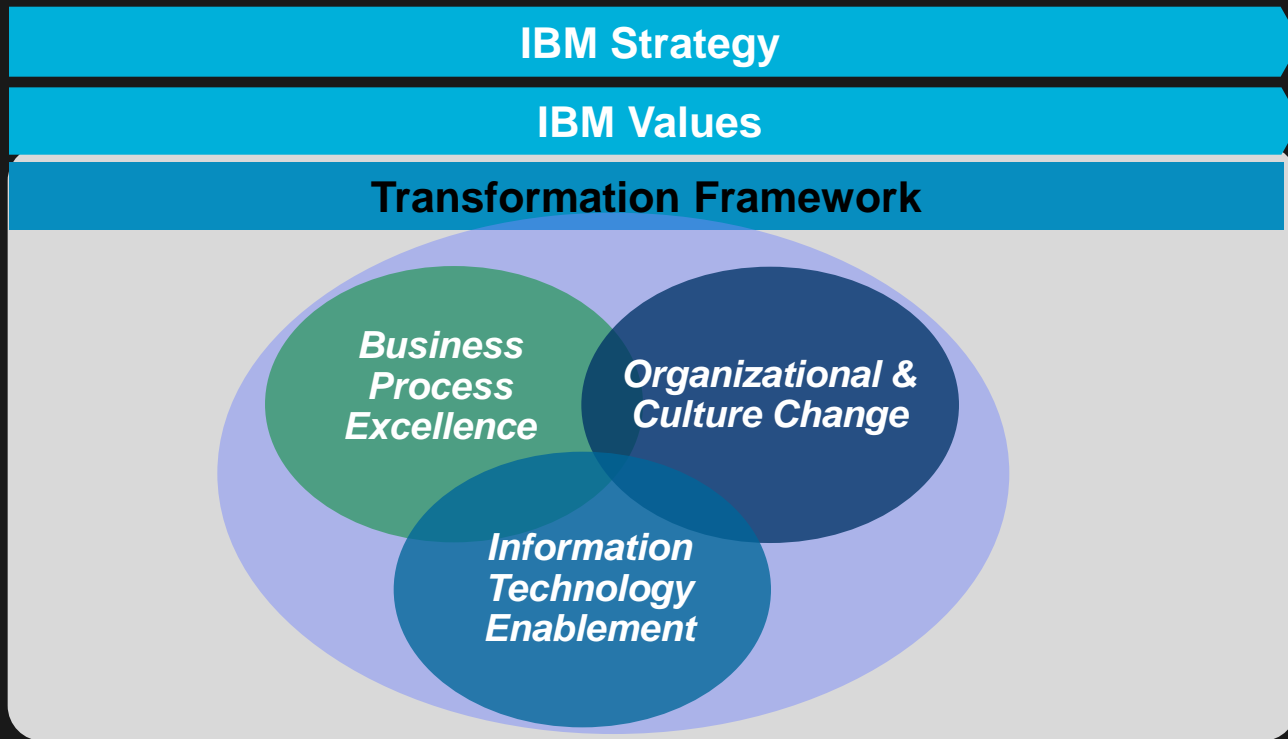 IBM Strategy
IBM Values
Transformation Framework
Business
Process
Excellence
Organizational &
Culture Change
Information
Technology
Enablement